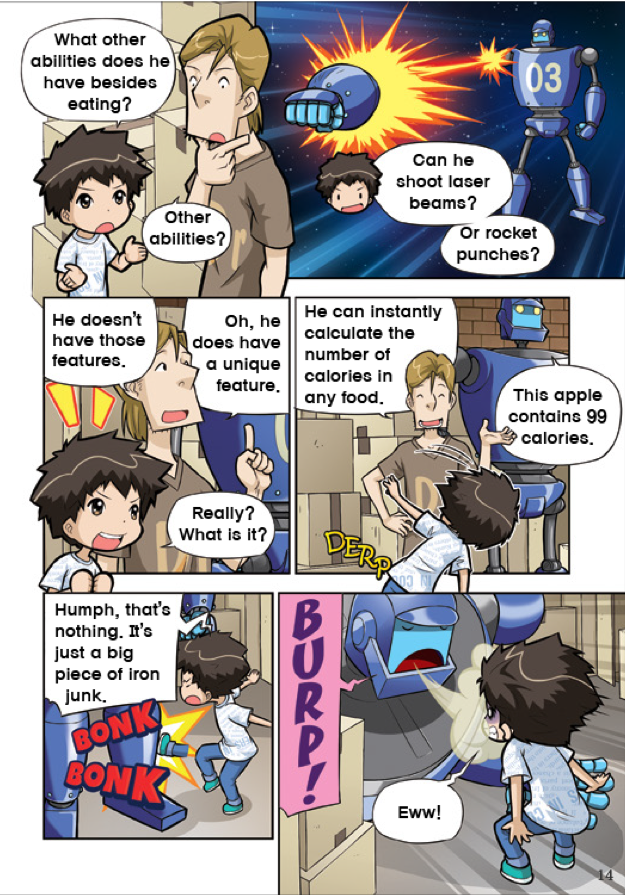 What other
abilities does he
have besides
eating?
Other
abilities?
03
Can he
shoot laser
beams?
Or rocket
punches?
He doesn't
have those
features.
Oh, he
does have
a unique
feature.
Really?
What is it?
He can instantly
calculate the
number of
calories in
any food.
This apple
contains 99
calories.
DERP
Humph, that's
nothing. It's
just a big
piece of iron
junk.
BONK
BONK
BURP!
Eww!
14